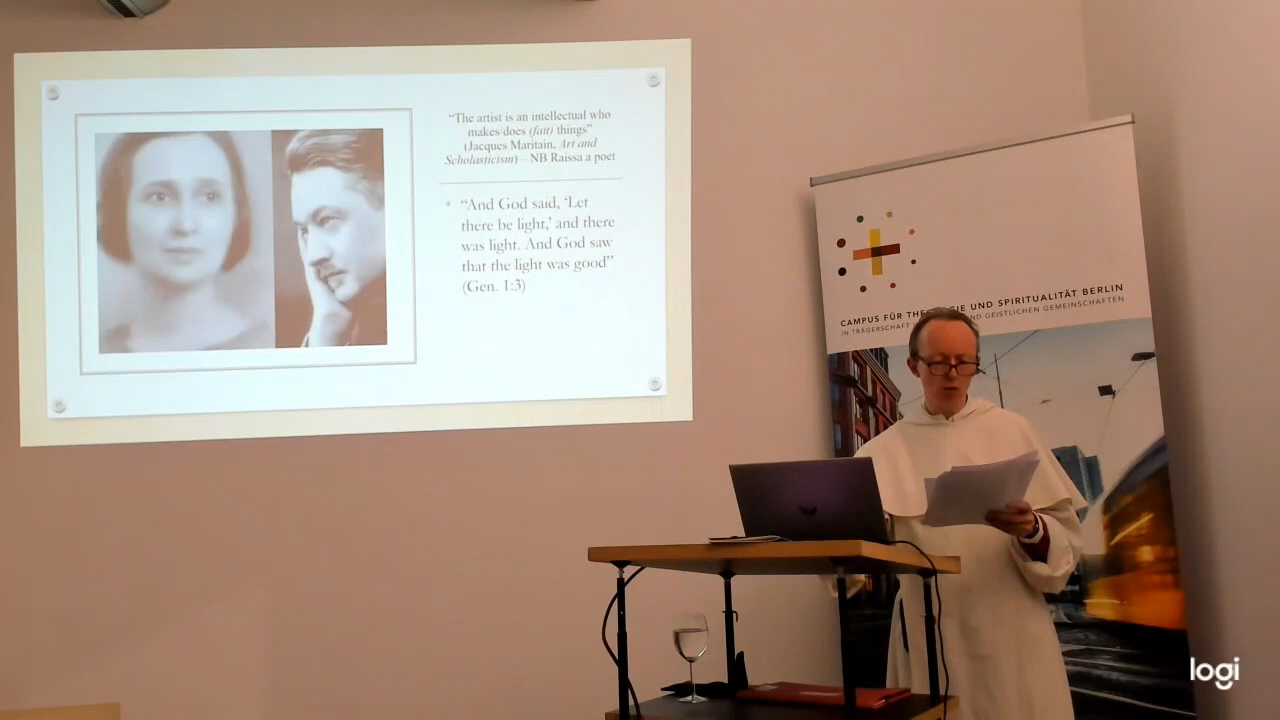 “The artist is an intellectual who
makes/does (fait) things”
(Jacques Maritain, Art and
Scholasticism) – NB Raissa a poet
“And God said, ‘Let
there be light,’ and there
was light. And God saw
that the light was good”
(Gen. 1:3)
CAMPUS FÜR THEOLOGIE UND SPIRITUALITÄT BERLIN
IN TRÄGERSCHAFT ND GEISTLICHEN GEMEINSCHAFTEN
logi